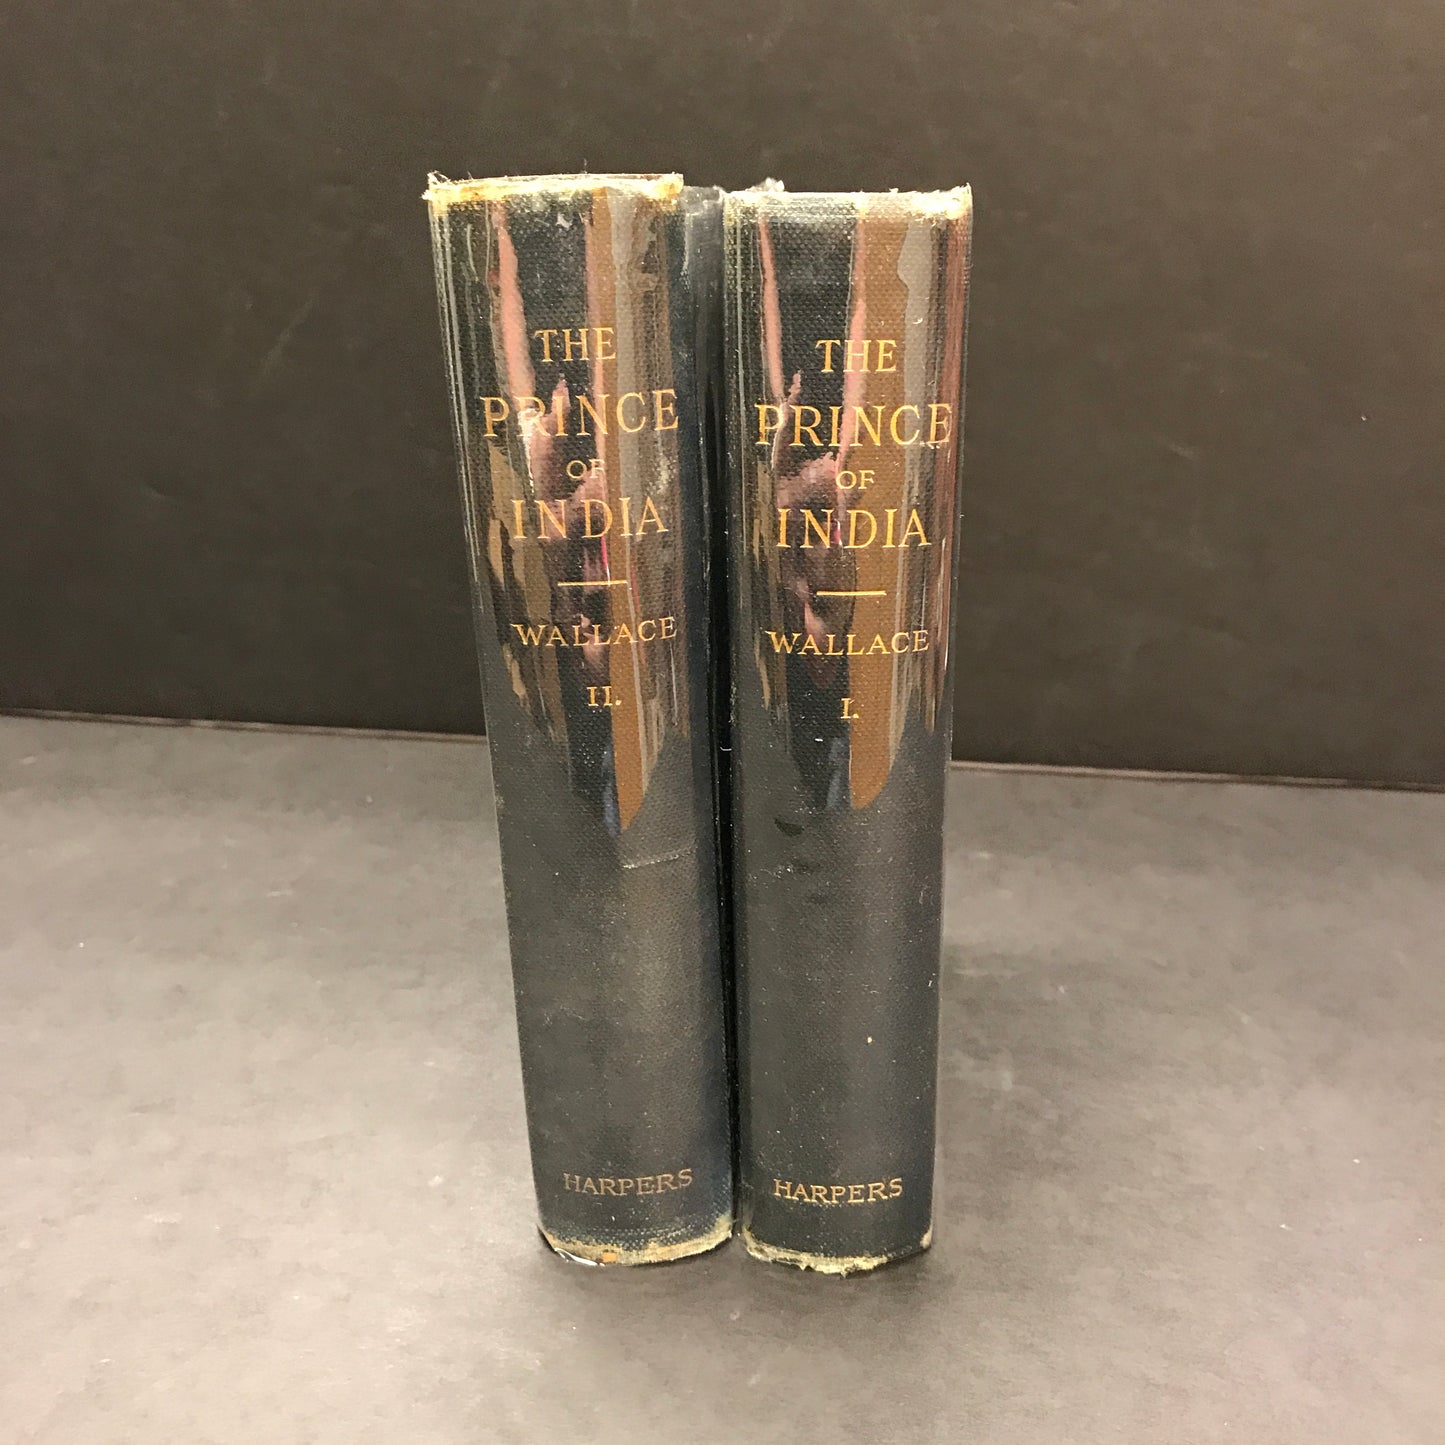 THE
PRINCE
OF
INDIA
WALLACE
II.
HARPERS
THE
PRINCE
OF
INDIA
WALLACE
I.
HARPERS